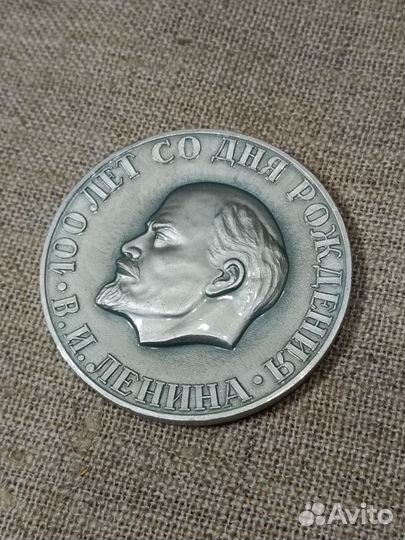 · 100 ЛЕТ СО ДНЯ РОЖДЕНИЯ ·
В.И. ЛЕНИНА
Avito